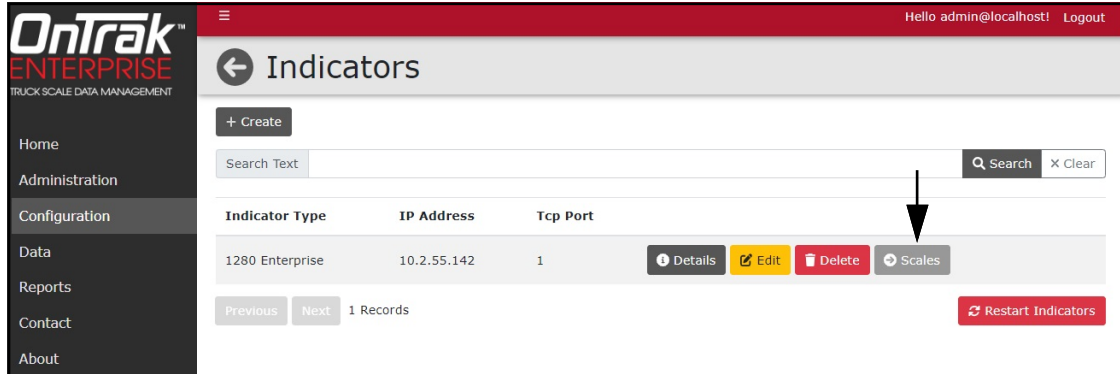 OnTrak™
ENTERPRISE
TRUCK SCALE DATA MANAGEMENT
Home
Administration
Configuration
Data
Reports
Contact
About
Hello admin@localhost! Logout
Indicators
+ Create
Search Text Search × Clear
Indicator Type IP Address Tcp Port
1280 Enterprise 10.2.55.142 1 Details Edit Delete Scales
Previous Next 1 Records Restart Indicators